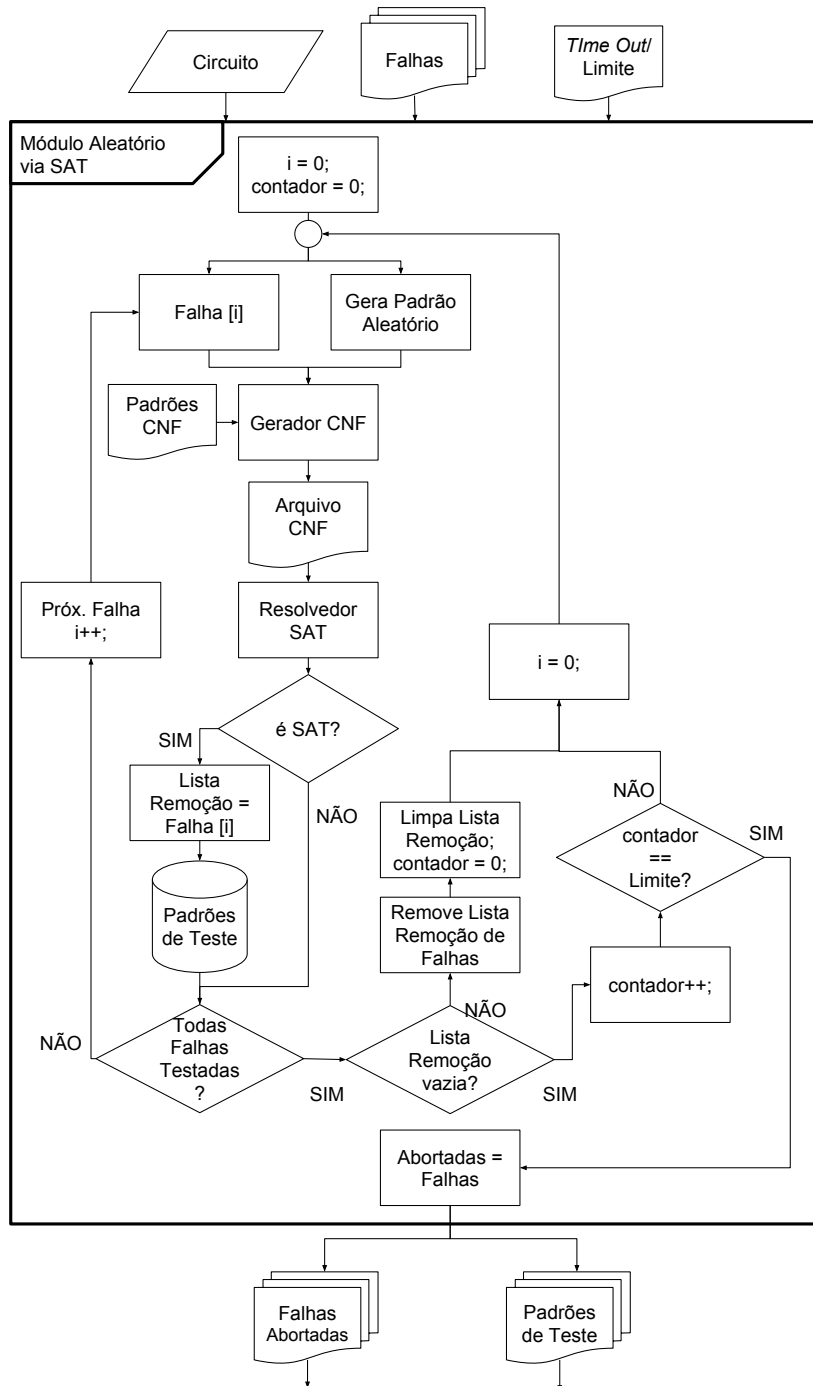 Circuito
Falhas
TIme Out/
Limite
Módulo Aleatório
via SAT
i = 0;
contador = 0;
Falha [i]
Gera Padrão
Aleatório
Padrões
CNF
Gerador CNF
Arquivo
CNF
Próx. Falha
i++;
Resolvedor
SAT
i = 0;
é SAT?
SIM
NÃO
Lista
Remoção =
Falha [i]
Padrões
de Teste
Limpa Lista
Remoção;
contador = 0;
Remove Lista
Remoção de
Falhas
NÃO
contador
==
Limite?
SIM
contador++;
NÃO
Todas
Falhas
Testadas
?
SIM
NÃO
Lista
Remoção
vazia?
SIM
Abortadas =
Falhas
Falhas
Abortadas
Padrões
de Teste